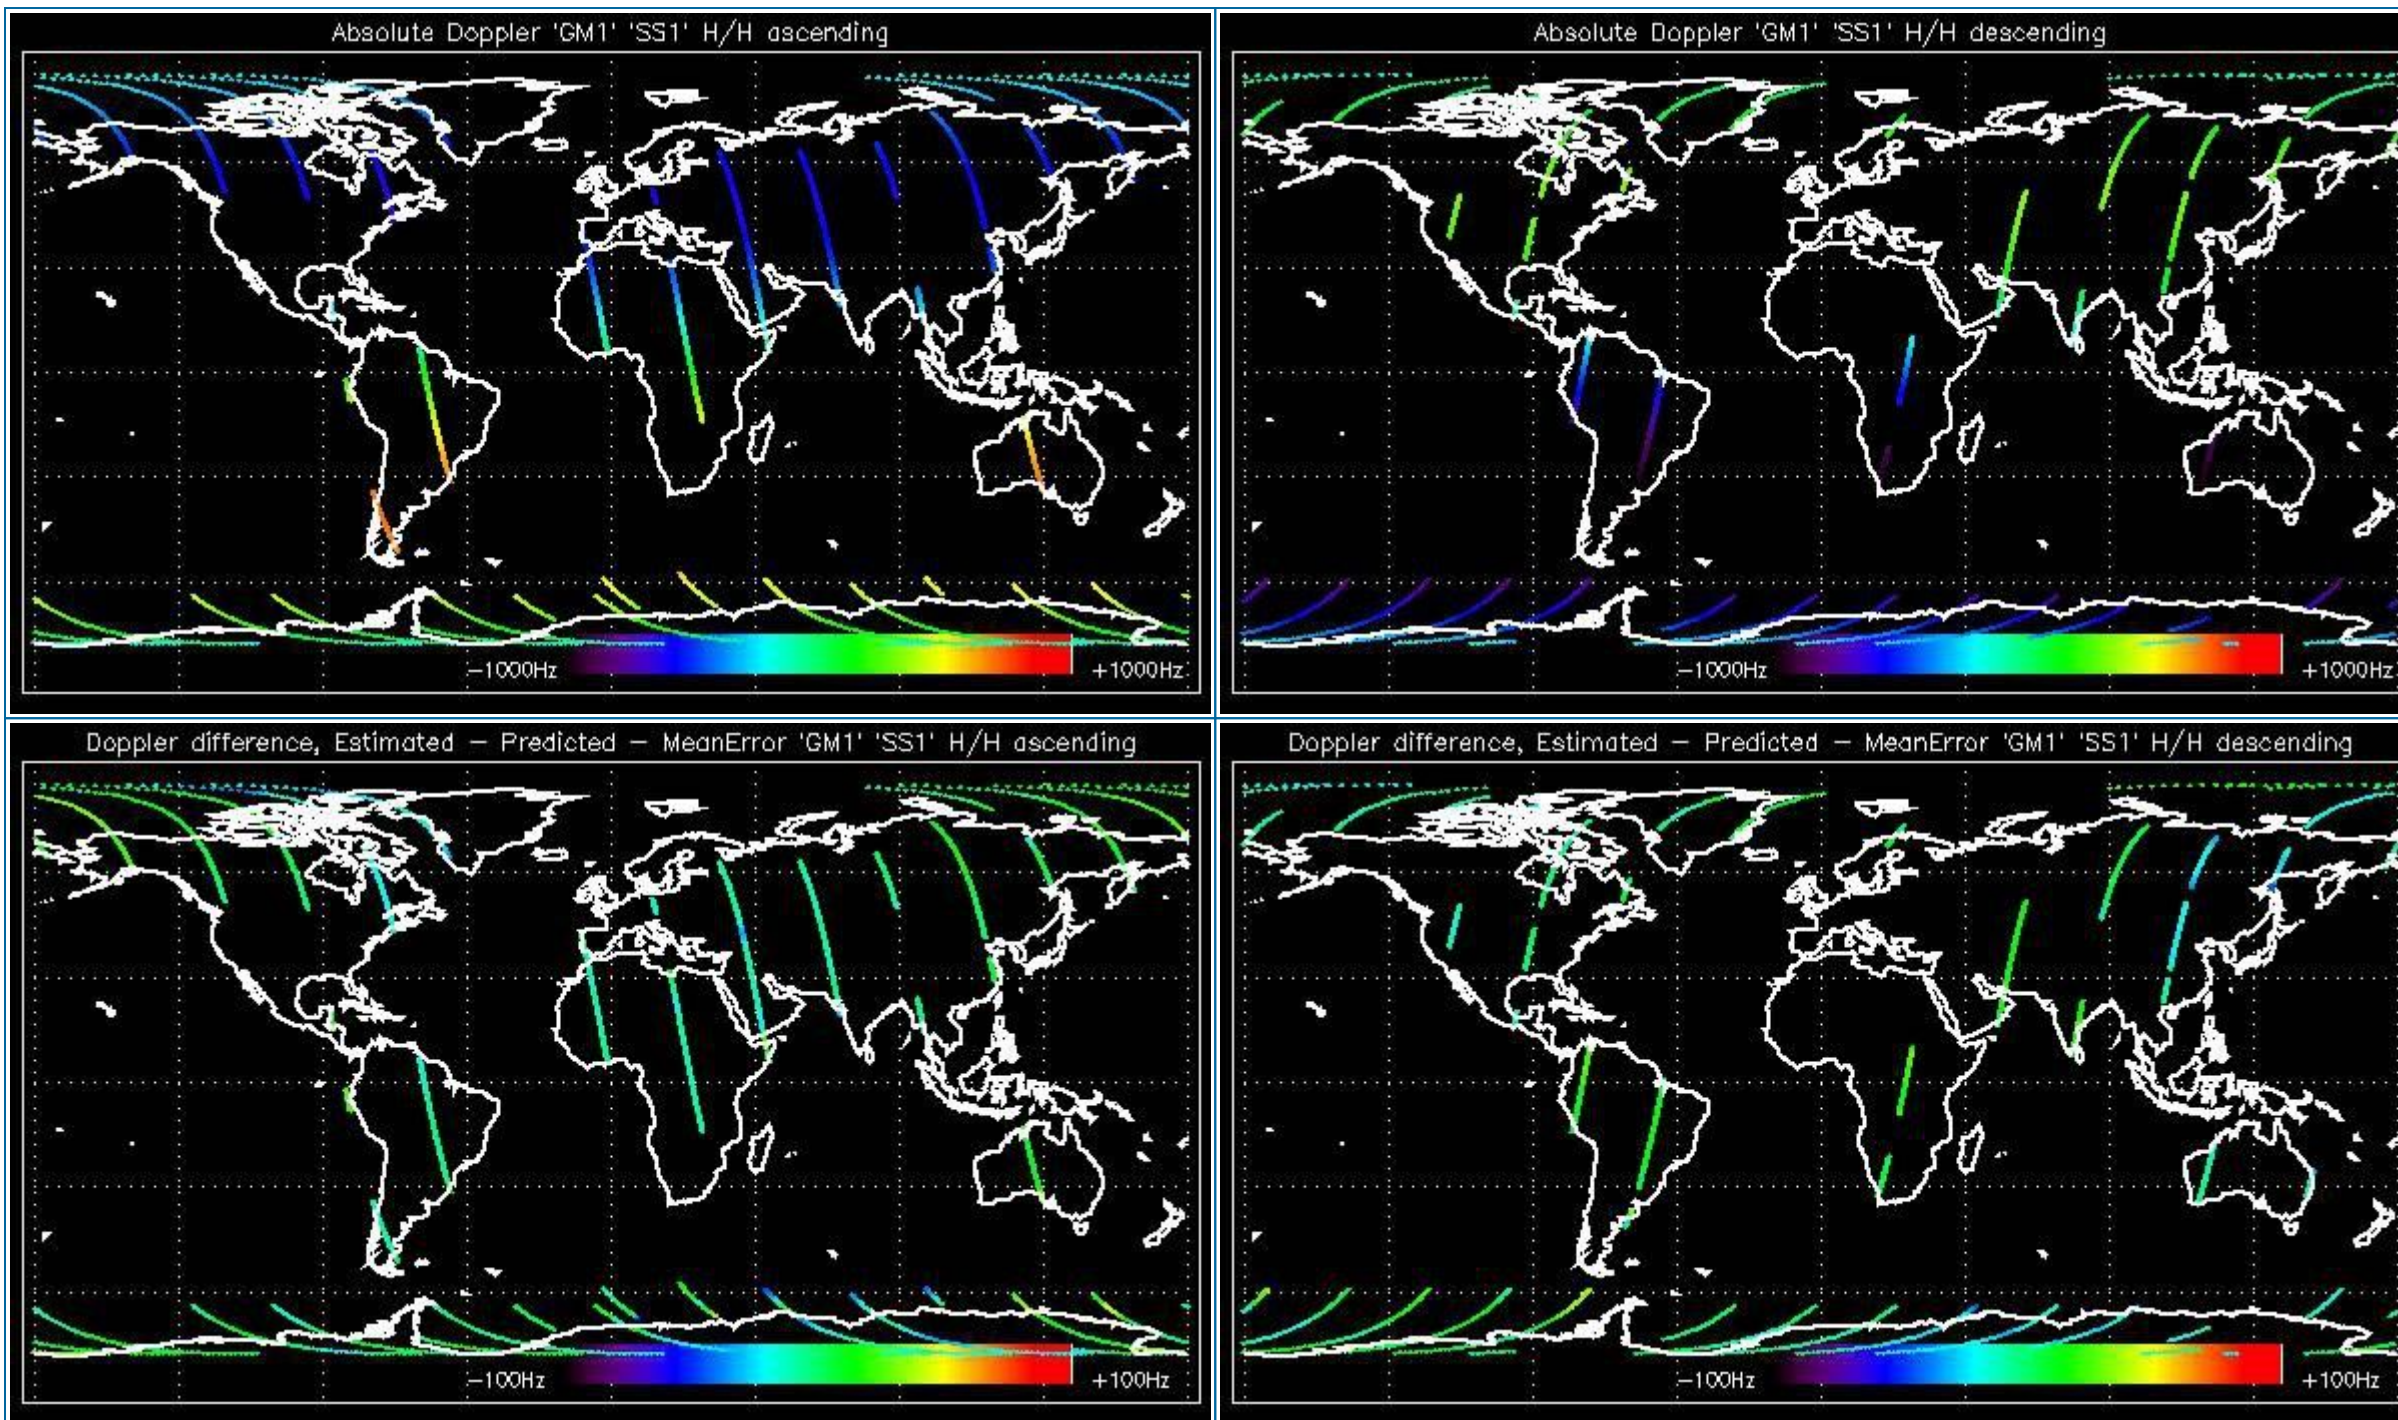 Absolute Doppler 'GM1' 'SS1' H/H ascending
-1000Hz
+1000Hz
Absolute Doppler 'GM1' 'SS1' H/H descending
-1000Hz
+1000Hz
Doppler difference, Estimated - Predicted - MeanError 'GM1' 'SS1' H/H ascending
-100Hz
+100Hz
Doppler difference, Estimated - Predicted - MeanError 'GM1' 'SS1' H/H descending
-100Hz
+100Hz